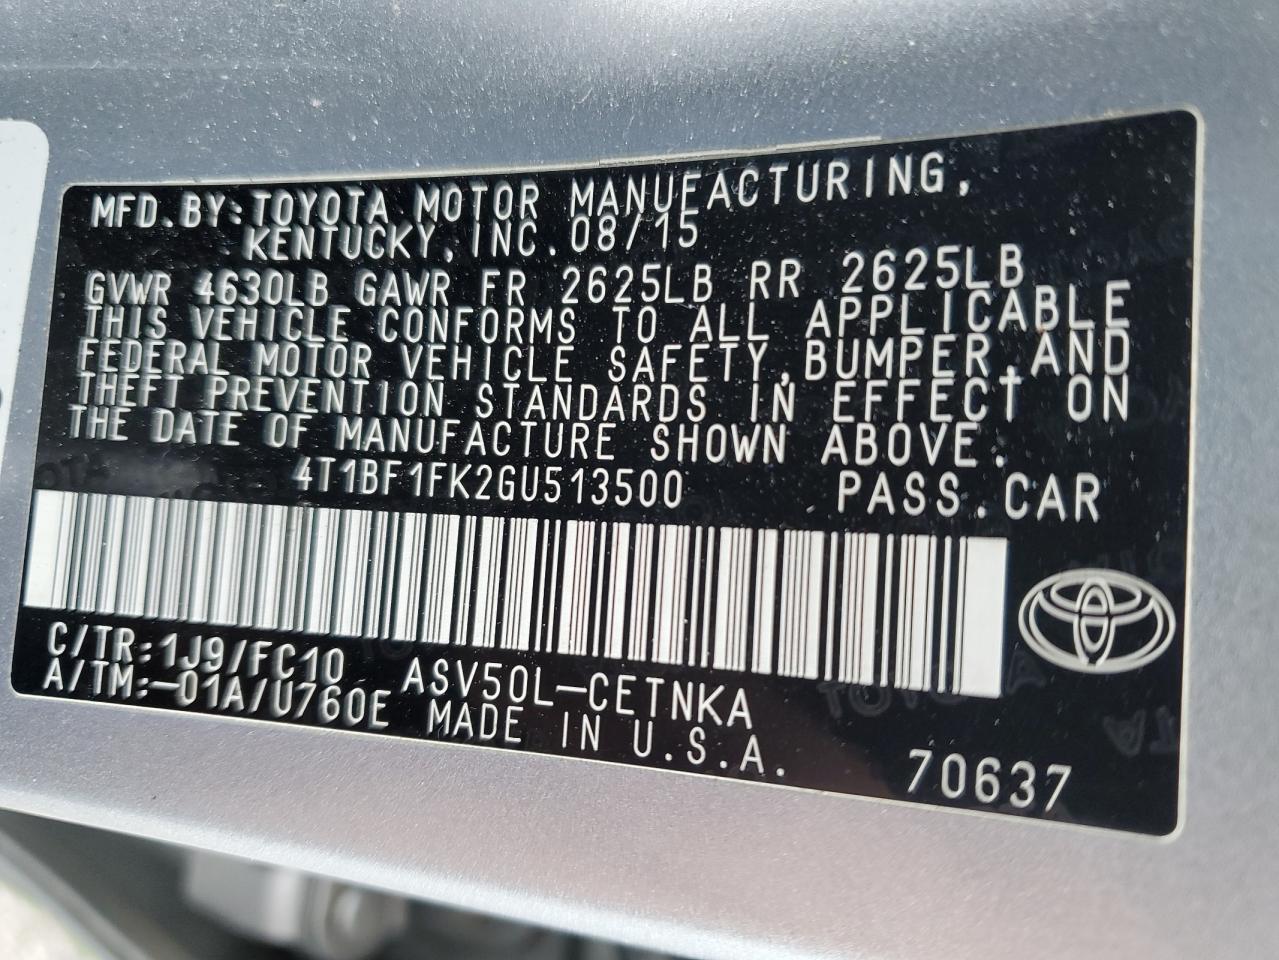 MFD.BY:TOYOTA MOTOR MANUFACTURING,
KENTUCKY, INC. 08/15
GVWR 4630LB GAWR FR 2625LB RR 2625LB
THIS VEHICLE CONFORMS TO ALL APPLICABLE
FEDERAL MOTOR VEHICLE SAFETY,BUMPER,AND
THEFT PREVENTION STANDARDS IN EFFECT ON
THE DATE OF MANUFACTURE SHOWN ABOVE.
4T1BF1FK2GU513500 PASS.CAR
C/TR:1J9/FC10 ASV50L-CETNKA
A/TM:-01A/U760E MADE IN U.S.A.
70637